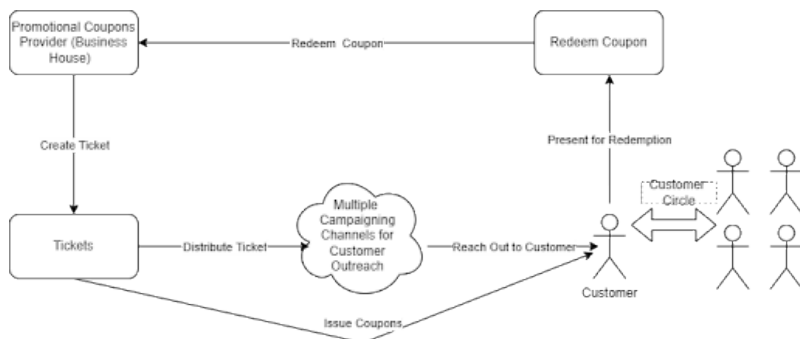 Promotional Coupons
Provider (Business
House)
Redeem Coupon
Redeem Coupon
Create Ticket
Present for Redemption
Customer
Circle
Tickets
Distribute Ticket
Multiple
Campaigning
Channels for
Customer
Outreach
Reach Out to Customer
Customer
Issue Coupons